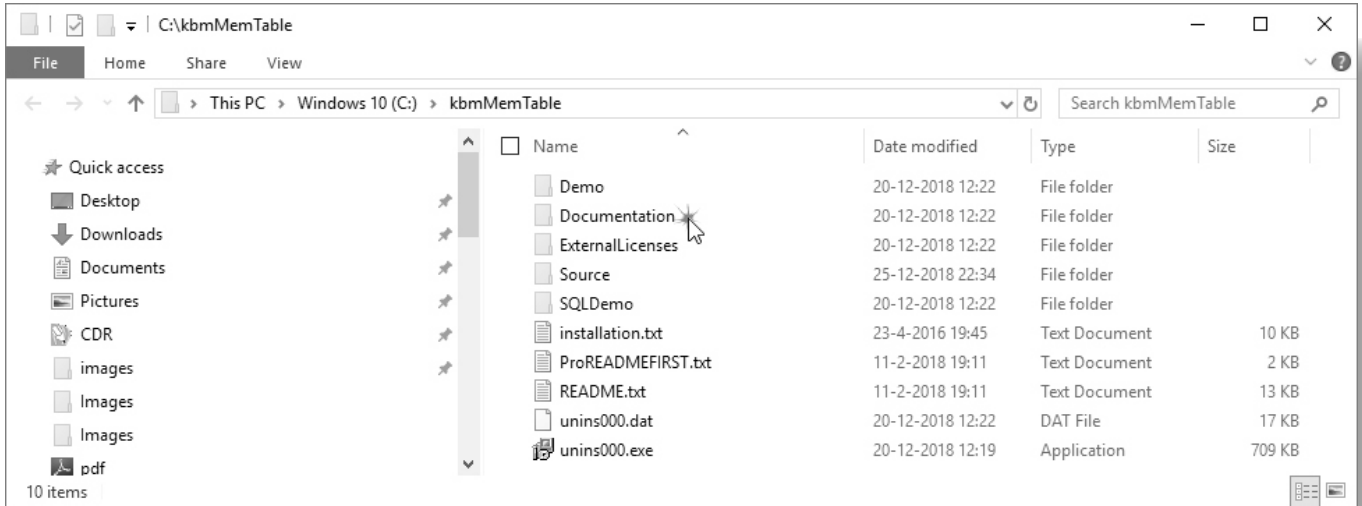 C:\kbmMemTable
File Home Share View
This PC > Windows 10 (C:) > kbmMemTable
Search kbmMemTable
Quick access
Desktop
Downloads
Documents
Pictures
CDR
images
Images
Images
pdf
Name Date modified Type Size
Demo 20-12-2018 12:22 File folder
Documentation 20-12-2018 12:22 File folder
ExternalLicenses 20-12-2018 12:22 File folder
Source 25-12-2018 22:34 File folder
SQLDemo 20-12-2018 12:22 File folder
installation.txt 23-4-2016 19:45 Text Document 10 KB
ProREADMEFIRST.txt 11-2-2018 19:11 Text Document 2 KB
README.txt 11-2-2018 19:11 Text Document 13 KB
unins000.dat 20-12-2018 12:22 DAT File 17 KB
unins000.exe 20-12-2018 12:19 Application 709 KB
10 items